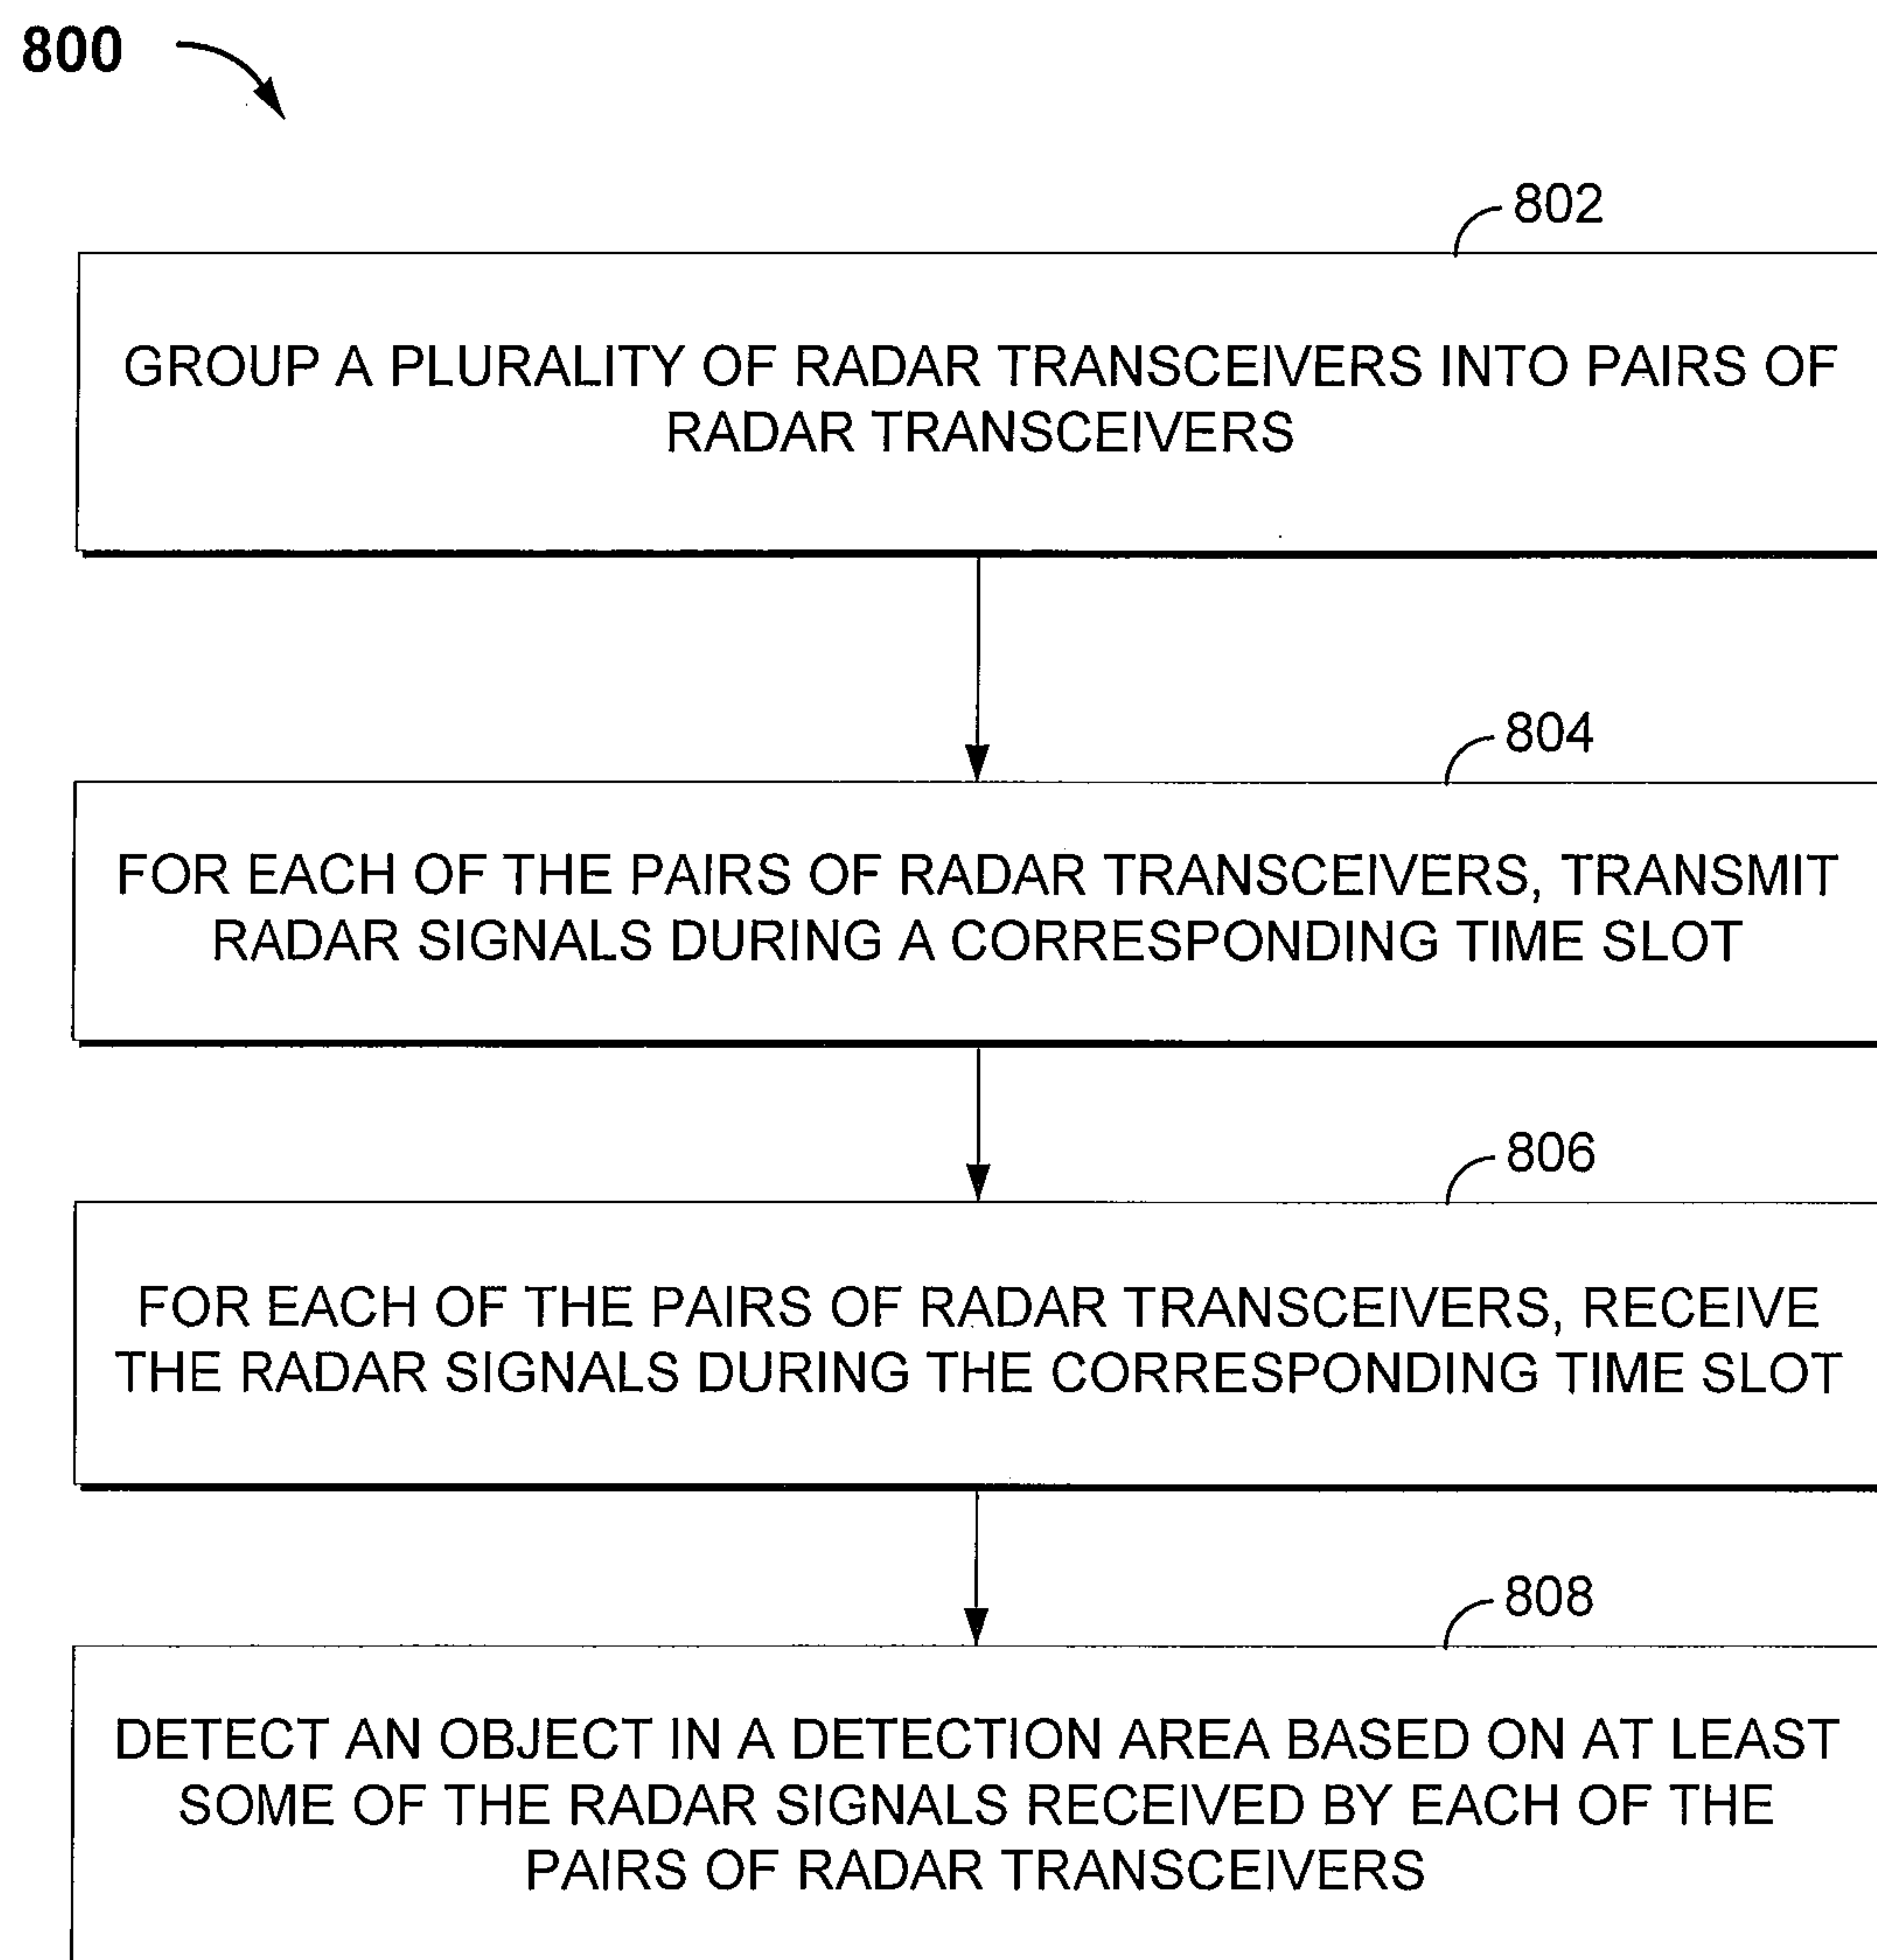 800
802
GROUP A PLURALITY OF RADAR TRANSCEIVERS INTO PAIRS OF
RADAR TRANSCEIVERS
804
FOR EACH OF THE PAIRS OF RADAR TRANSCEIVERS, TRANSMIT
RADAR SIGNALS DURING A CORRESPONDING TIME SLOT
806
FOR EACH OF THE PAIRS OF RADAR TRANSCEIVERS, RECEIVE
THE RADAR SIGNALS DURING THE CORRESPONDING TIME SLOT
808
DETECT AN OBJECT IN A DETECTION AREA BASED ON AT LEAST
SOME OF THE RADAR SIGNALS RECEIVED BY EACH OF THE
PAIRS OF RADAR TRANSCEIVERS